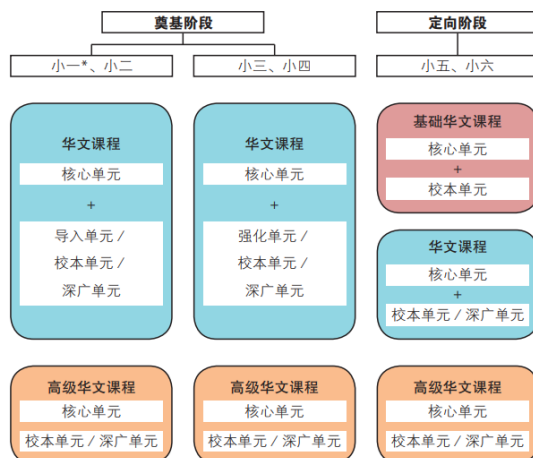 奠基阶段
定向阶段
小一*、小二
小三、小四
小五、小六
华文课程
核心单元
+
导入单元 /
校本单元 /
深广单元
华文课程
核心单元
+
强化单元 /
校本单元 /
深广单元
基础华文课程
核心单元
+
校本单元
华文课程
核心单元
+
校本单元 / 深广单元
高级华文课程
核心单元
校本单元 / 深广单元
高级华文课程
核心单元
校本单元 / 深广单元
高级华文课程
核心单元
校本单元 / 深广单元